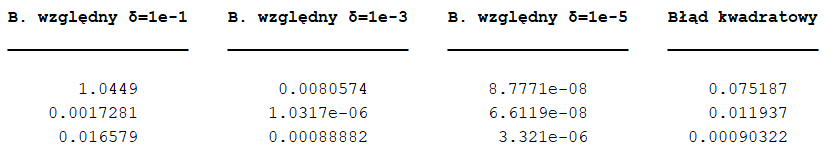 B. względny δ=1e-1 B. względny δ=1e-3 B. względny δ=1e-5 Błąd kwadratowy
1.0449 0.0080574 8.7771e-08 0.075187
0.0017281 1.0317e-06 6.6119e-08 0.011937
0.016579 0.00088882 3.321e-06 0.00090322